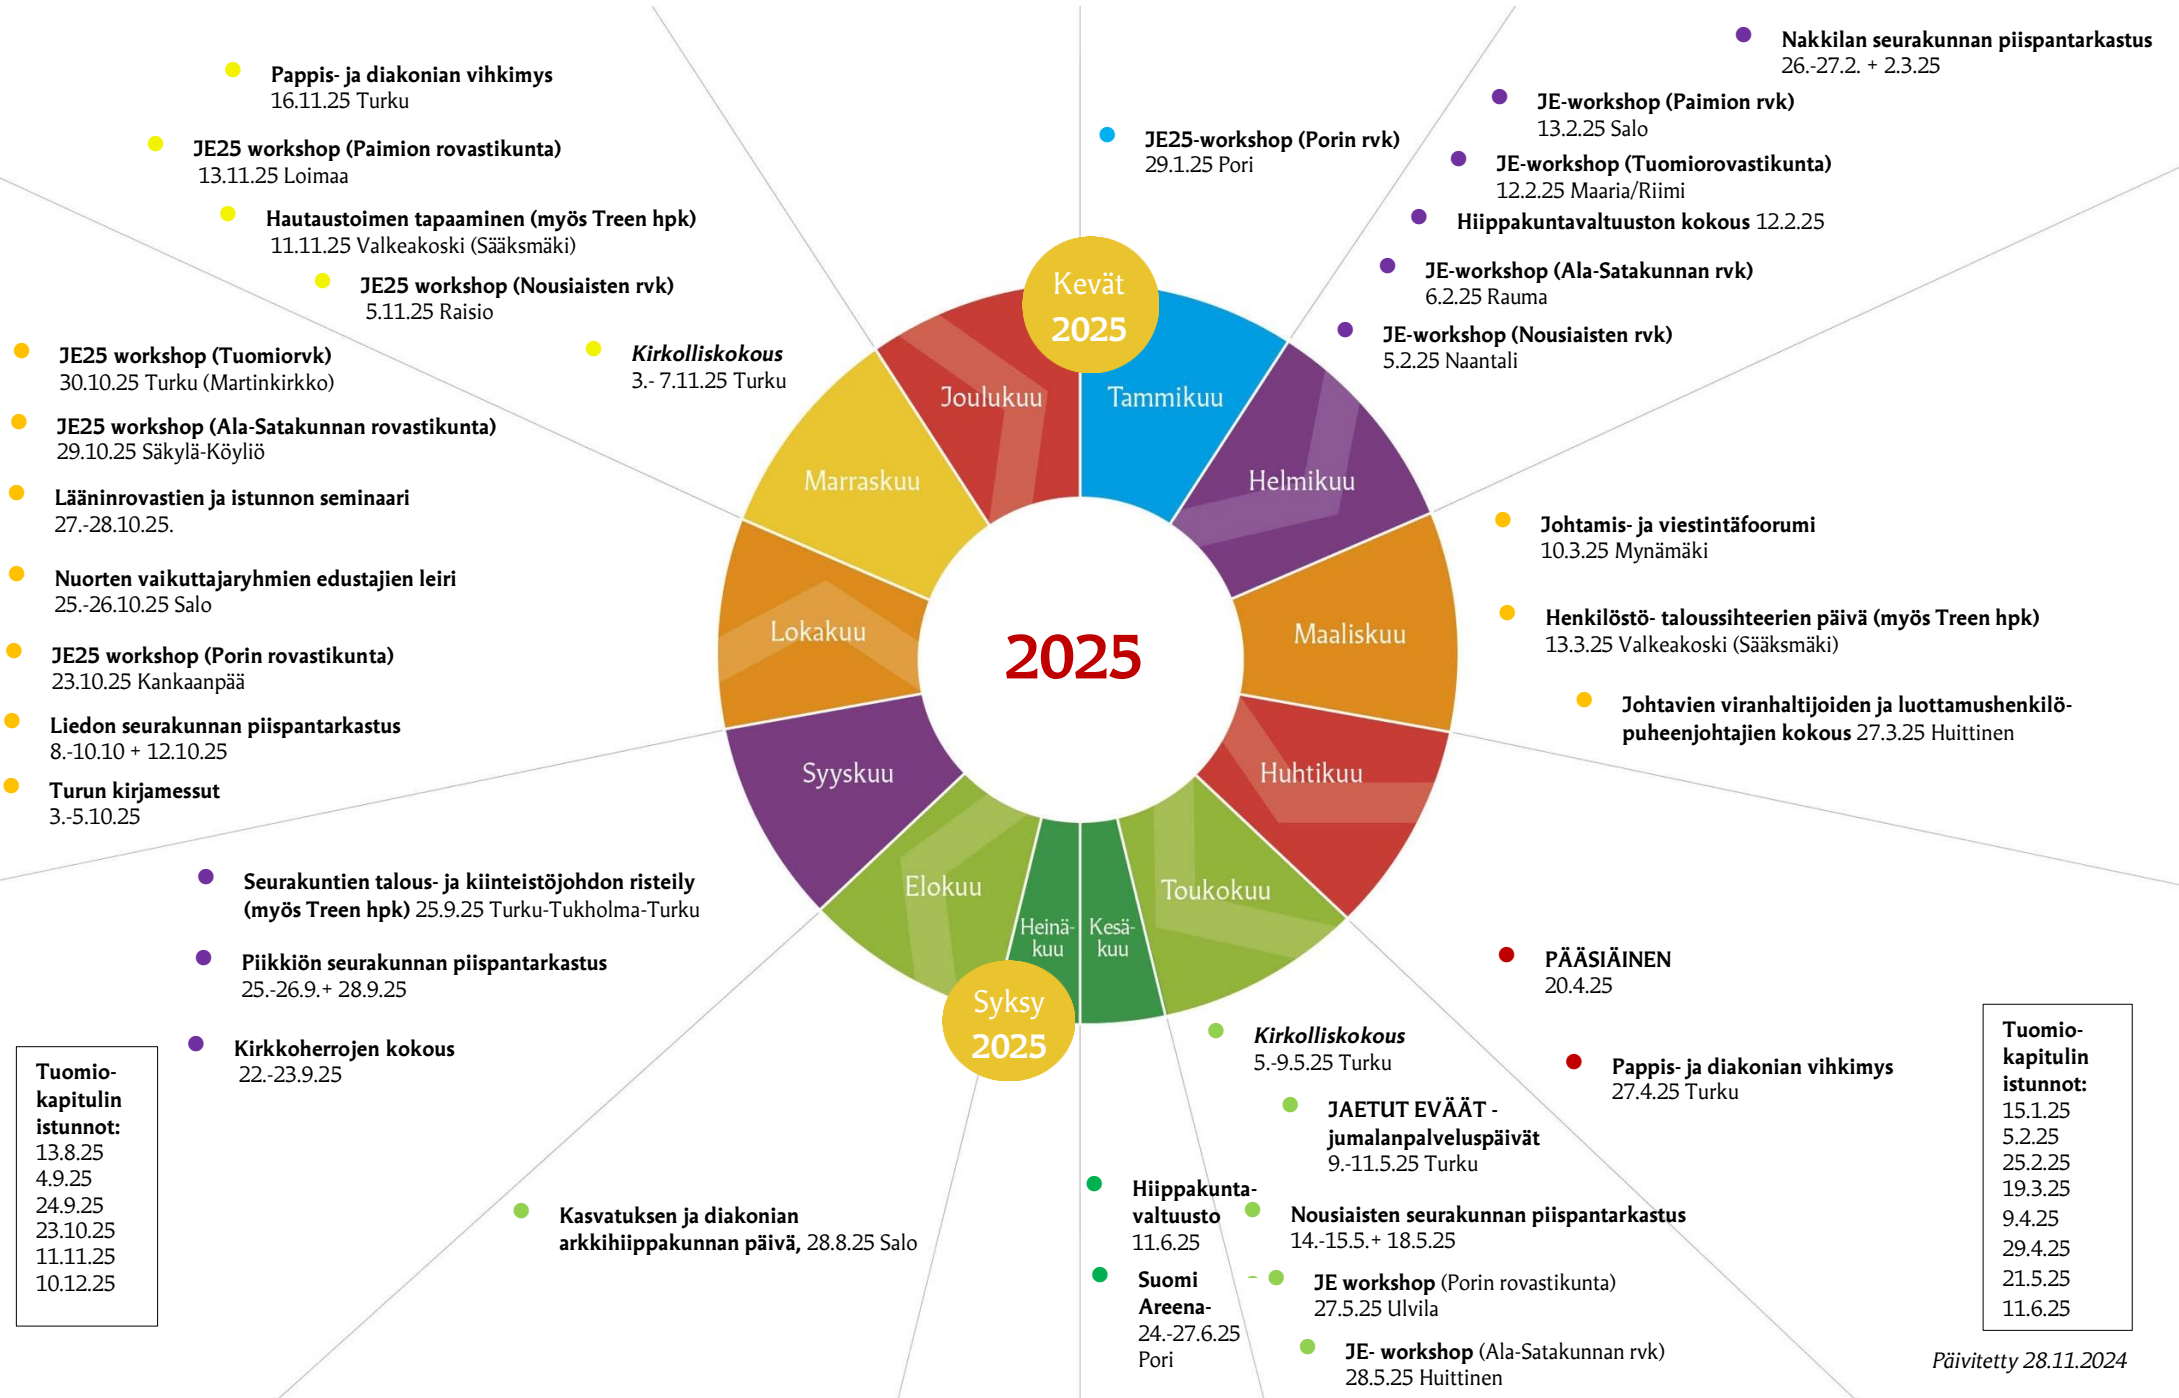 Nakkilan seurakunnan piispantarkastus
26.-27.2. + 2.3.25
Pappis- ja diakonian vihkimys
16.11.25 Turku
JE-workshop (Paimion rvk)
13.2.25 Salo
JE25-workshop (Porin rvk)
29.1.25 Pori
JE25 workshop (Paimion rovastikunta)
13.11.25 Loimaa
JE-workshop (Tuomiorovastikunta)
12.2.25 Maaria/Riimi
Hautaustoimen tapaaminen (myös Treen hpk)
11.11.25 Valkeakoski (Sääksmäki)
Hiippakuntavaltuuston kokous 12.2.25
JE-workshop (Ala-Satakunnan rvk)
6.2.25 Rauma
JE25 workshop (Nousiaisten rvk)
5.11.25 Raisio
JE-workshop (Nousiaisten rvk)
5.2.25 Naantali
Kirkolliskokous
3.- 7.11.25 Turku
JE25 workshop (Tuomiorvk)
30.10.25 Turku (Martinkirkko)
JE25 workshop (Ala-Satakunnan rovastikunta)
29.10.25 Säkylä-Köyliö
Lääninrovastien ja istunnon seminaari
27.-28.10.25.
Nuorten vaikuttajaryhmien edustajien leiri
25.-26.10.25 Salo
JE25 workshop (Porin rovastikunta)
23.10.25 Kankaanpää
Liedon seurakunnan piispantarkastus
8.-10.10 + 12.10.25
Turun kirjamessut
3.-5.10.25
Kevät
2025
Joulukuu
Tammikuu
Marraskuu
Helmikuu
Lokakuu
2025
Maaliskuu
Syyskuu
Huhtikuu
Elokuu
Heinä-
kuu
Kesä-
kuu
Toukokuu
Syksy
2025
Johtamis- ja viestintäfoorumi
10.3.25 Mynämäki
Henkilöstö- taloussihteerien päivä (myös Treen hpk)
13.3.25 Valkeakoski (Sääksmäki)
Johtavien viranhaltijoiden ja luottamushenkilö-
puheenjohtajien kokous 27.3.25 Huittinen
Seurakuntien talous- ja kiinteistöjohdon risteily
(myös Treen hpk) 25.9.25 Turku-Tukholma-Turku
Piikkiön seurakunnan piispantarkastus
25.-26.9.+ 28.9.25
Kirkkoherrojen kokous
22.-23.9.25
PÄÄSIÄINEN
20.4.25
Pappis- ja diakonian vihkimys
27.4.25 Turku
Kirkolliskokous
5.-9.5.25 Turku
JAETUT EVÄÄT -
jumalanpalveluspäivät
9.-11.5.25 Turku
Nousiaisten seurakunnan piispantarkastus
14.-15.5.+ 18.5.25
JE workshop (Porin rovastikunta)
27.5.25 Ulvila
JE- workshop (Ala-Satakunnan rvk)
28.5.25 Huittinen
Hiippakunta-
valtuusto
11.6.25
Suomi
Areena-
24.-27.6.25
Pori
Kasvatuksen ja diakonian
arkkihiippakunnan päivä, 28.8.25 Salo
Tuomio-
kapitulin
istunnot:
13.8.25
4.9.25
24.9.25
23.10.25
11.11.25
10.12.25
Tuomio-
kapitulin
istunnot:
15.1.25
5.2.25
25.2.25
19.3.25
9.4.25
29.4.25
21.5.25
11.6.25
Päivitetty 28.11.2024